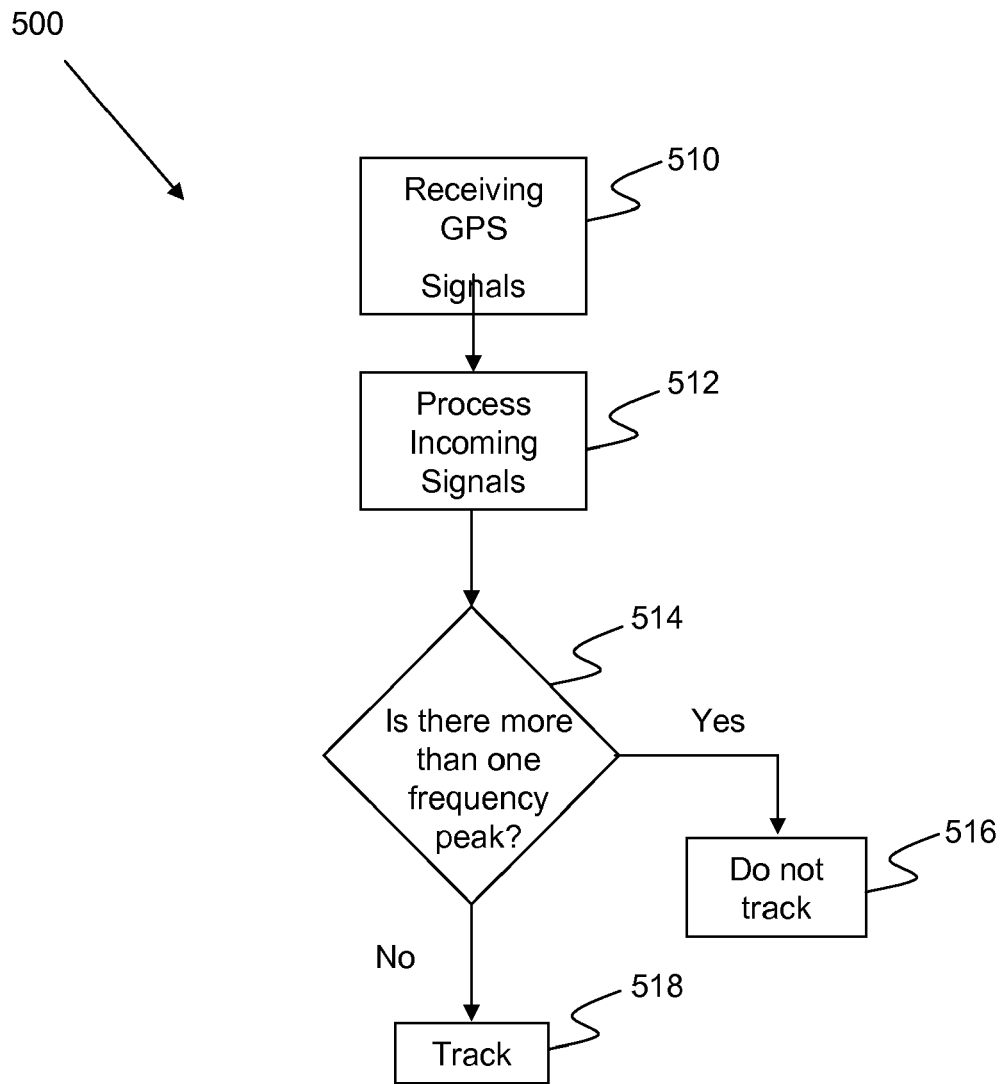 500
510
Receiving
GPS
Signals
512
Process
Incoming
Signals
514
Is there more
than one
frequency
peak?
Yes
516
Do not
track
No
518
Track